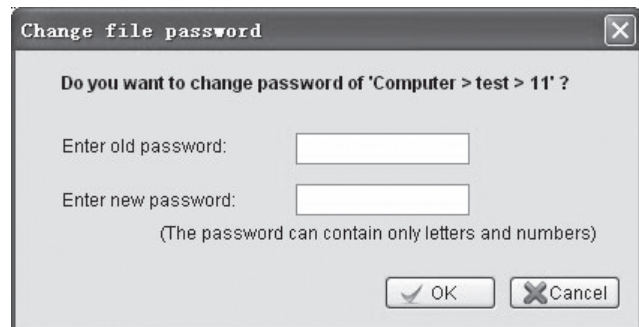 Change file password
Do you want to change password of 'Computer > test > 11' ?
Enter old password:
Enter new password:
(The password can contain only letters and numbers)
OK
Cancel